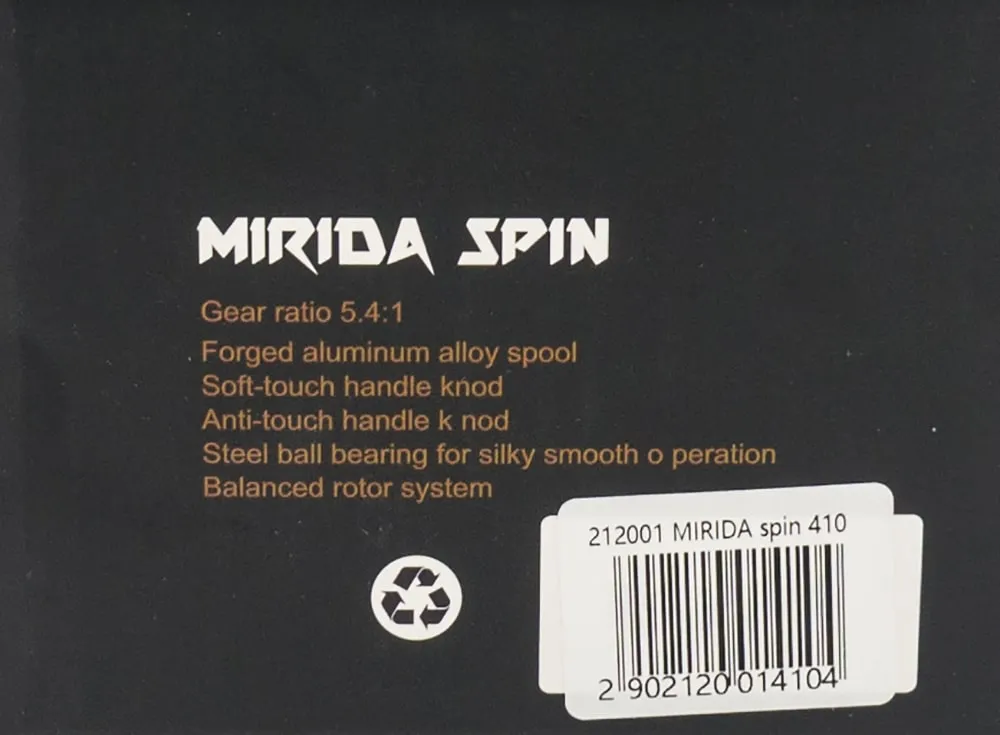 MIRIDA SPIN
Gear ratio 5.4:1
Forged aluminum alloy spool
Soft-touch handle knod
Anti-touch handle k nod
Steel ball bearing for silky smooth o peration
Balanced rotor system
212001 MIRIDA spin 410
2 902120 014104